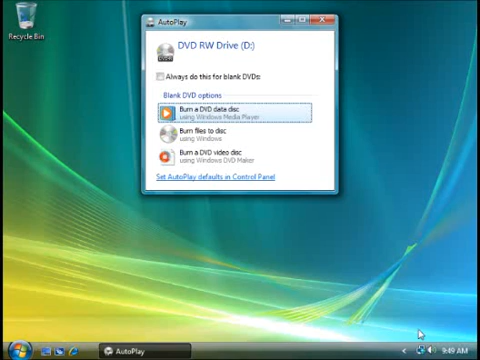 AutoPlay
Recycle Bin
DVD RW Drive (D:)
Always do this for blank DVDs:
Blank DVD options
Burn a DVD data disc
using Windows Media Player
Burn files to disc
using Windows
Burn a DVD video disc
using Windows DVD Maker
Set AutoPlay defaults in Control Panel
AutoPlay
9:49 AM